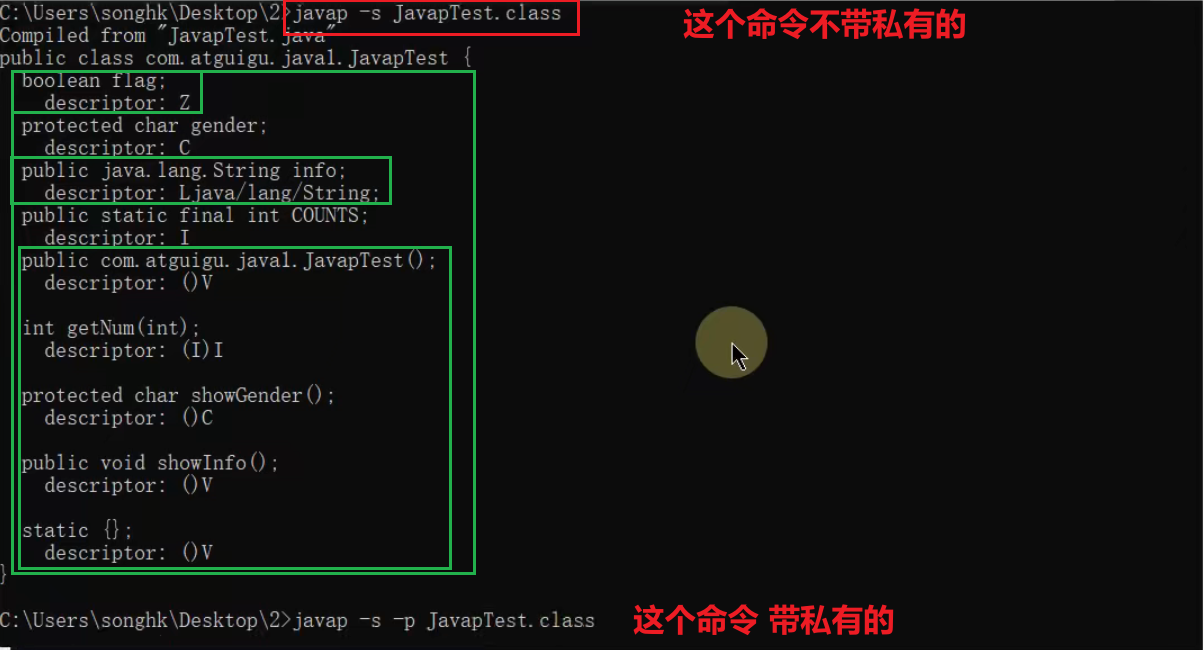 C:\Users\songhk\Desktop\2>javap -s JavapTest.class 这个命令不带私有的
Compiled from "JavapTest.java"
public class com.atguigu.java1.JavapTest {
boolean flag;
descriptor: Z
protected char gender;
descriptor: C
public java.lang.String info;
descriptor: Ljava/lang/String;
public static final int COUNTS;
descriptor: I
public com.atguigu.java1.JavapTest();
descriptor: ()V
int getNum(int);
descriptor: (I)I
protected char showGender();
descriptor: ()C
public void showInfo();
descriptor: ()V
static {};
descriptor: ()V
}
C:\Users\songhk\Desktop\2>javap -s -p JavapTest.class 这个命令 带私有的